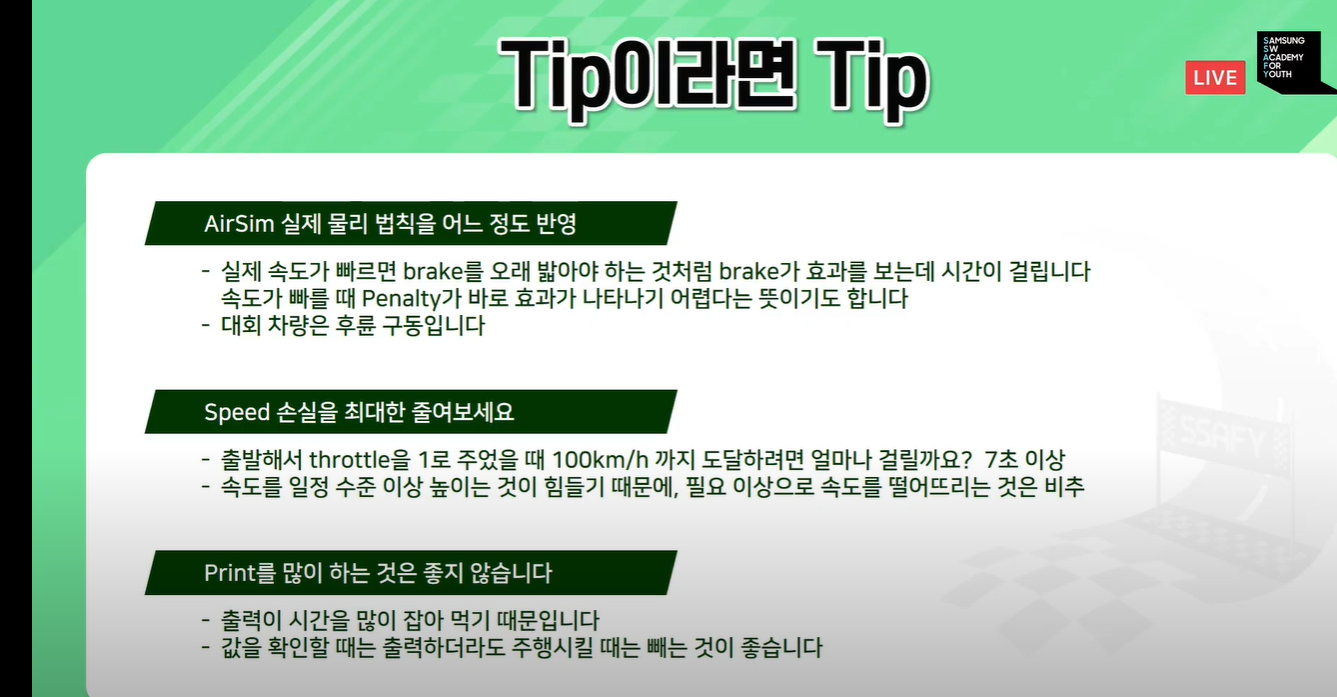 Tip이라면 Tip
LIVE
SAMSUNG
SW
ACADEMY
FOR
YOUTH
AirSim 실제 물리 법칙을 어느 정도 반영
- 실제 속도가 빠르면 brake를 오래 밟아야 하는 것처럼 brake가 효과를 보는데 시간이 걸립니다
속도가 빠를 때 Penalty가 바로 효과가 나타나기 어렵다는 뜻이기도 합니다
- 대회 차량은 후륜 구동입니다
Speed 손실을 최대한 줄여보세요
- 출발해서 throttle을 1로 주었을 때 100km/h 까지 도달하려면 얼마나 걸릴까요? 7초 이상
- 속도를 일정 수준 이상 높이는 것이 힘들기 때문에, 필요 이상으로 속도를 떨어뜨리는 것은 비추
SSAFY
Print를 많이 하는 것은 좋지 않습니다
- 출력이 시간을 많이 잡아 먹기 때문입니다
- 값을 확인할 때는 출력하더라도 주행시킬 때는 빼는 것이 좋습니다